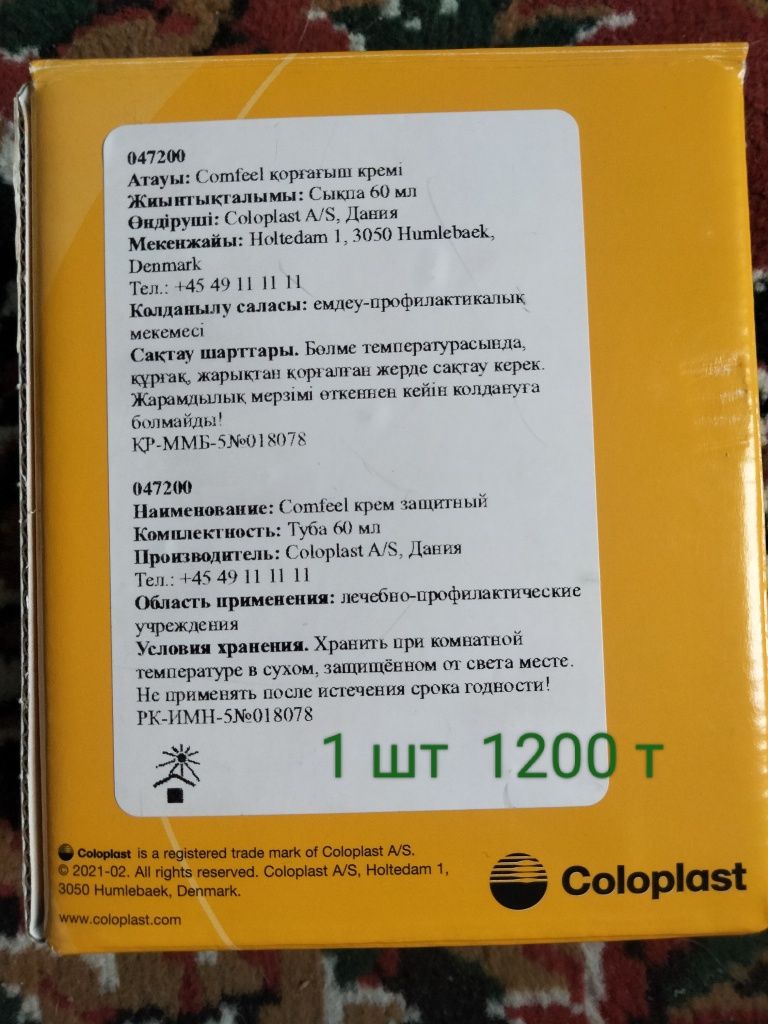 047200
Атауы: Comfeel қорғағыш кремі
Жиынтықталымы: Сықпа 60 мл
Өндіруші: Coloplast A/S, Дания
Мекенжайы: Holtedam 1, 3050 Humlebaek,
Denmark
Тел.: +45 49 11 11 11
Колданылу саласы: емдеу-профилактикалық
мекемесі
Сақтау шарттары. Бөлме температурасында,
құрғақ, жарықтан қорғалған жерде сақтау керек.
Жарамдылық мерзімі өткеннен кейін колдануға
болмайды!
ҚР-ММБ-5№018078
047200
Наименование: Comfeel крем защитный
Комплектность: Туба 60 мл
Производитель: Coloplast A/S, Дания
Тел.: +45 49 11 11 11
Область применения: лечебно-профилактические
учреждения
Условия хранения. Хранить при комнатной
температуре в сухом, защищённом от света месте.
Не применять после истечения срока годности!
РК-ИМН-5№018078
1 шт 1200 т
Coloplast is a registered trade mark of Coloplast A/S.
© 2021-02. All rights reserved. Coloplast A/S, Holtedam 1,
3050 Humlebaek, Denmark.
www.coloplast.com
Coloplast